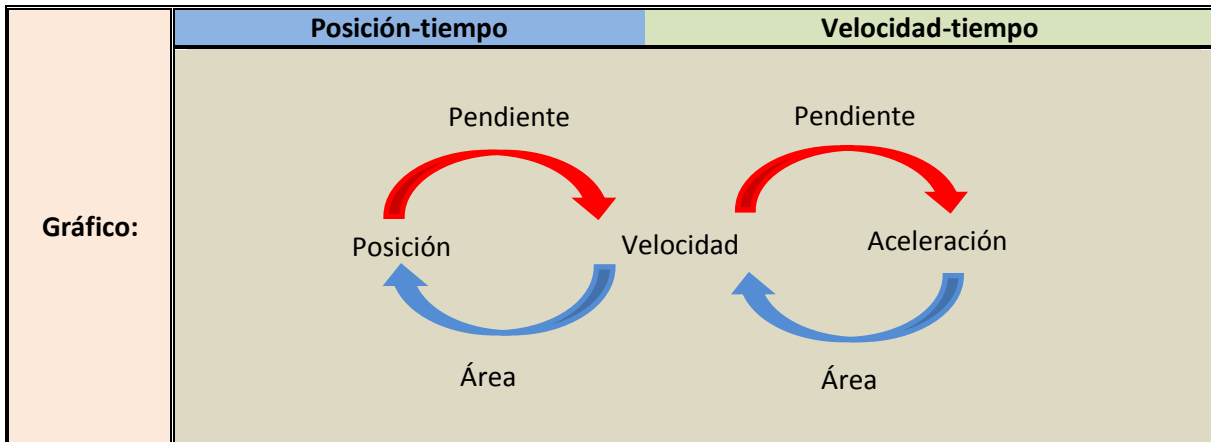 Posición-tiempo Velocidad-tiempo
Gráfico:
Pendiente Pendiente
Posición Velocidad Aceleración
Área Área